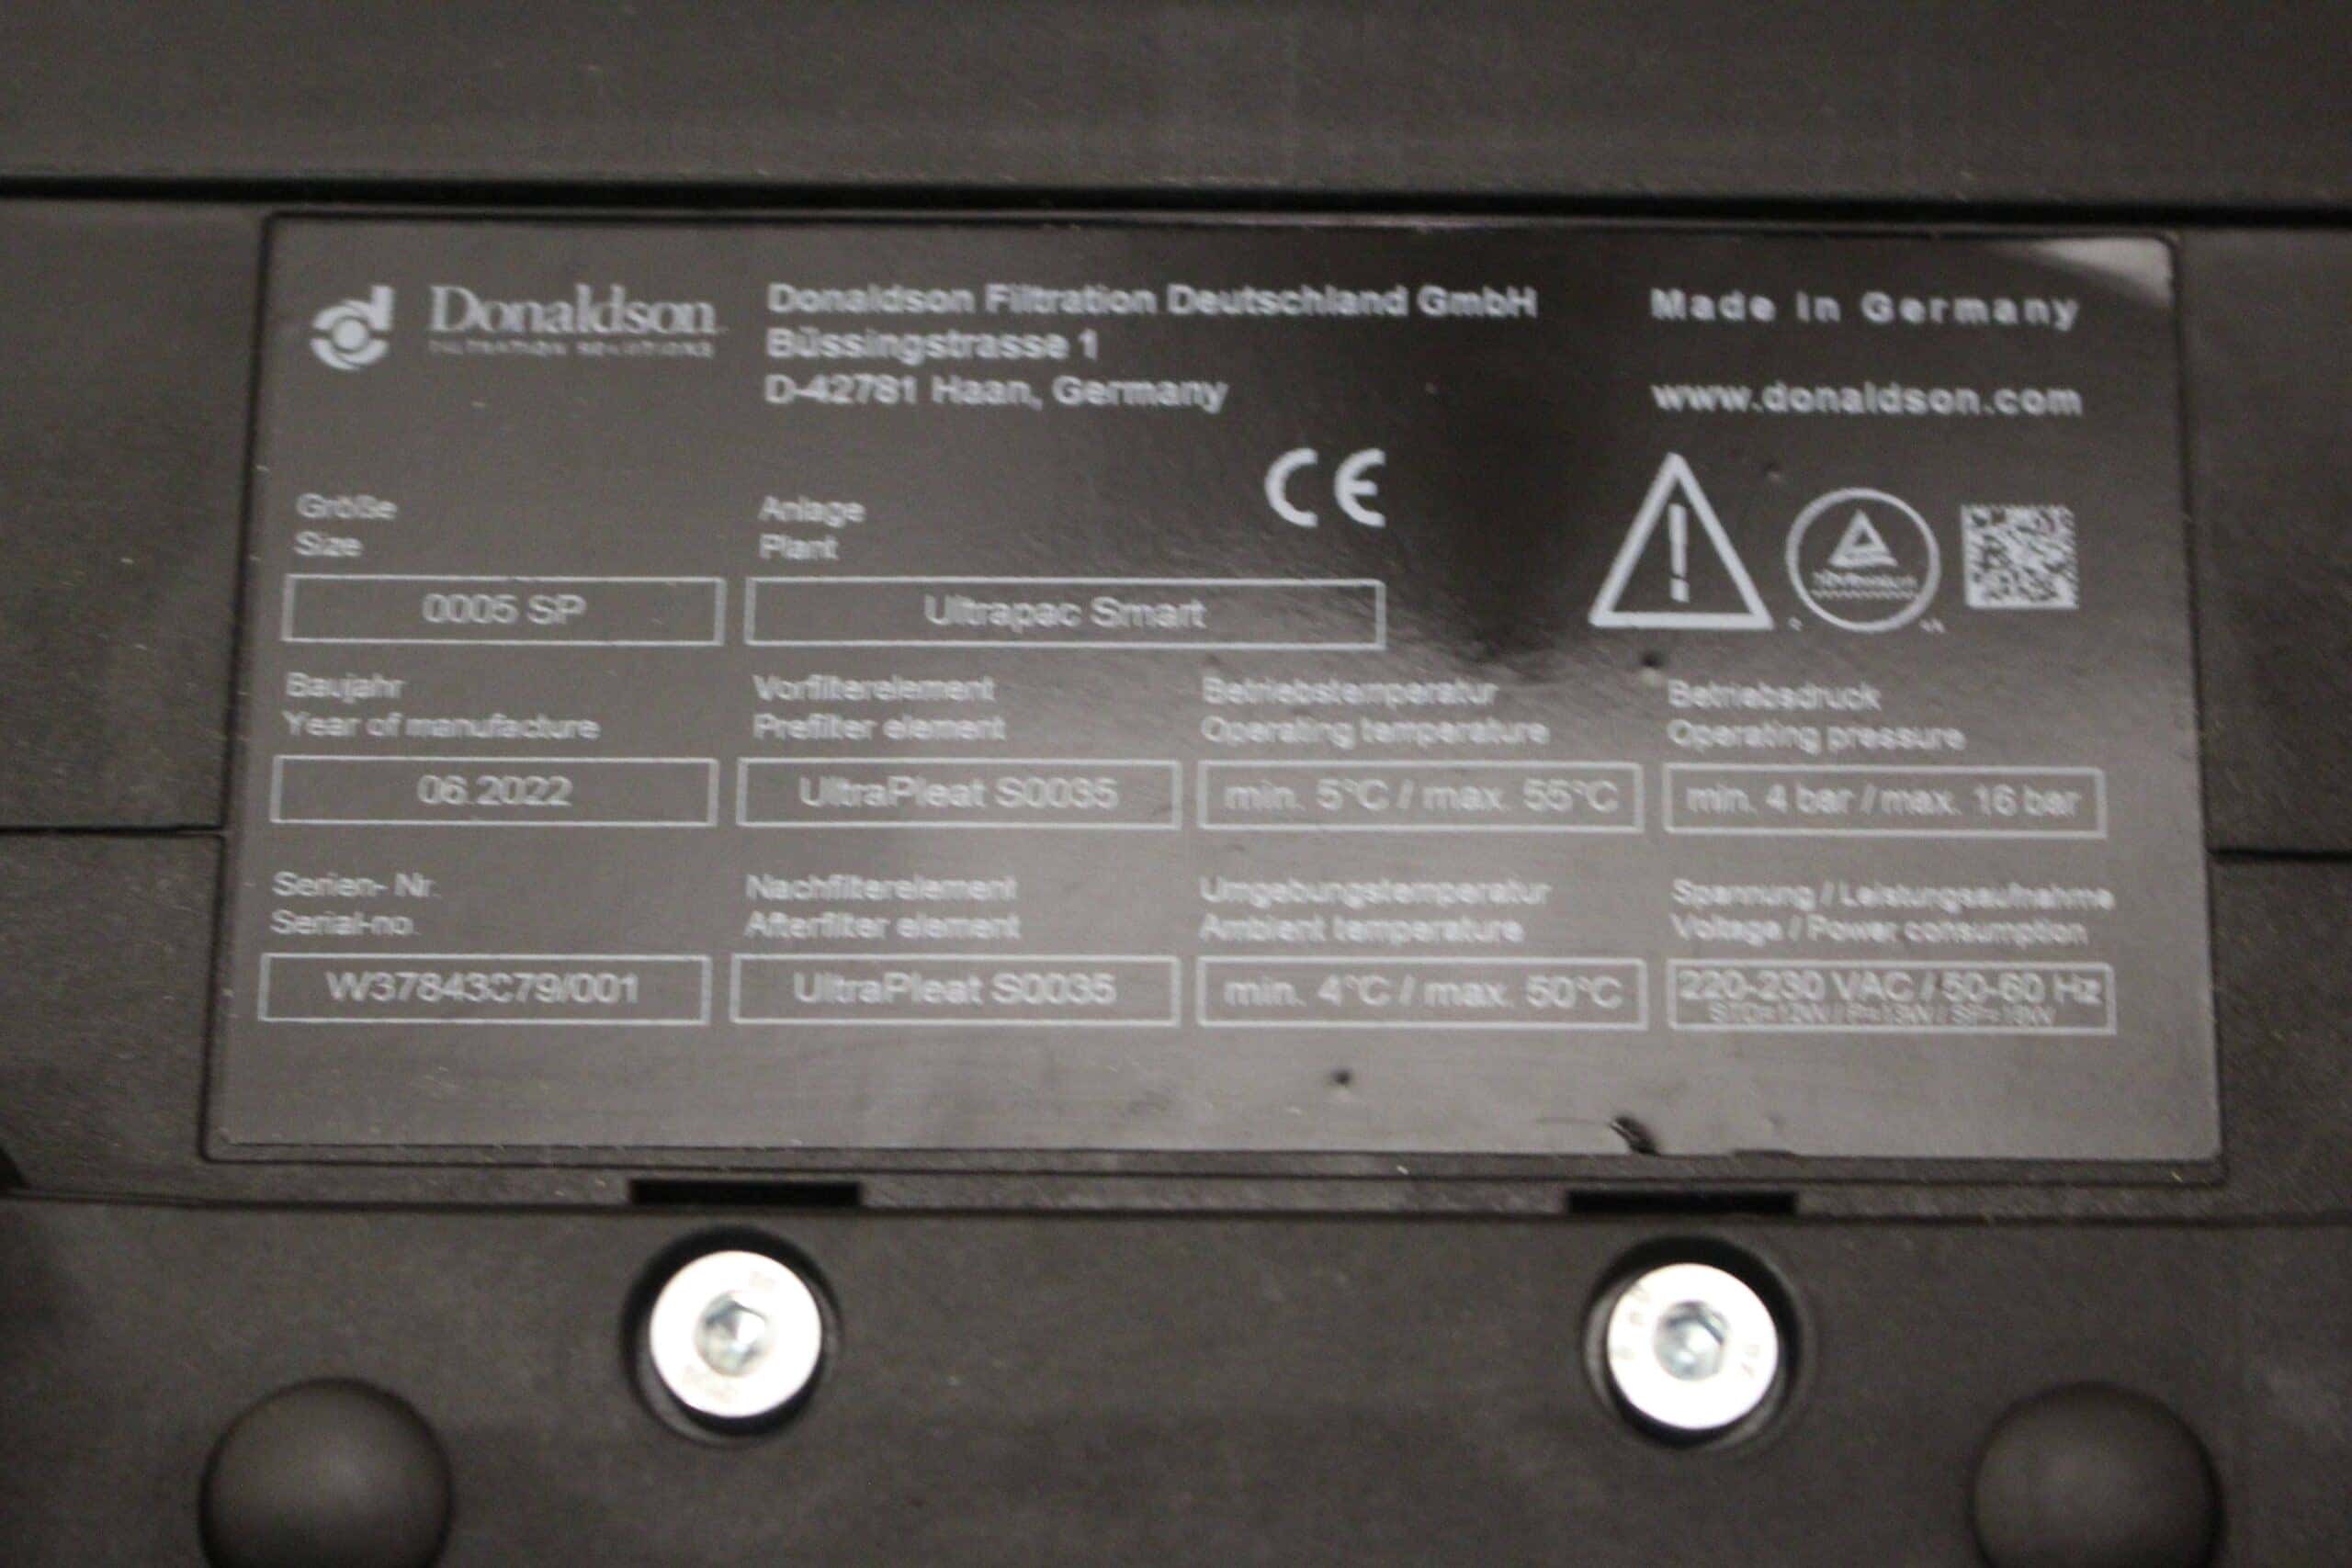 Donaldson
FILTRATION SOLUTIONS
Donaldson Filtration Deutschland GmbH
Büssingstrasse 1
D-42781 Haan, Germany
Made in Germany
www.donaldson.com
CE
Größe
Size
0005 SP
Anlage
Plant
Ultrapac Smart
Baujahr
Year of manufacture
06.2022
Vorfilterelement
Prefilter element
UltraPleat S0035
Betriebstemperatur
Operating temperature
min. 5°C / max. 55°C
Betriebsdruck
Operating pressure
min. 4 bar / max. 16 bar
Serien- Nr.
Serial-no.
W37843C79/001
Nachfilterelement
Afterfilter element
UltraPleat S0035
Umgebungstemperatur
Ambient temperature
min. 4°C / max. 50°C
Spannung / Leistungsaufnahme
Voltage / Power consumption
220-230 VAC / 50-60 Hz